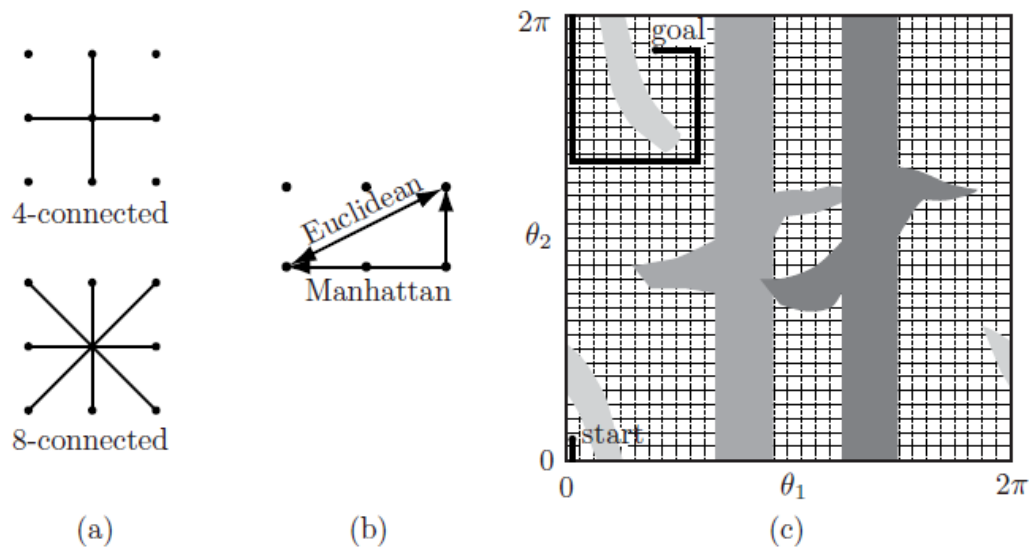 4-connected
8-connected
(a)
Euclidean
Manhattan
(b)
2π
goal
θ2
start
0
0
θ1
2π
(c)